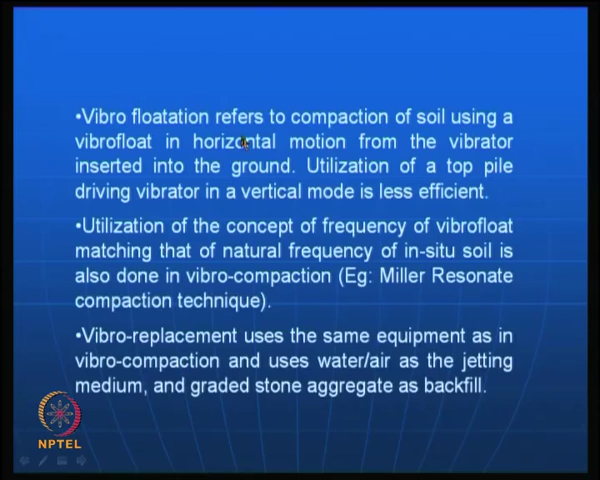 •Vibro floatation refers to compaction of soil using a
vibrofloat in horizontal motion from the vibrator
inserted into the ground. Utilization of a top pile
driving vibrator in a vertical mode is less efficient.
•Utilization of the concept of frequency of vibrofloat
matching that of natural frequency of in-situ soil is
also done in vibro-compaction (Eg: Miller Resonate
compaction technique).
•Vibro-replacement uses the same equipment as in
vibro-compaction and uses water/air as the jetting
medium, and graded stone aggregate as backfill.
NPTEL